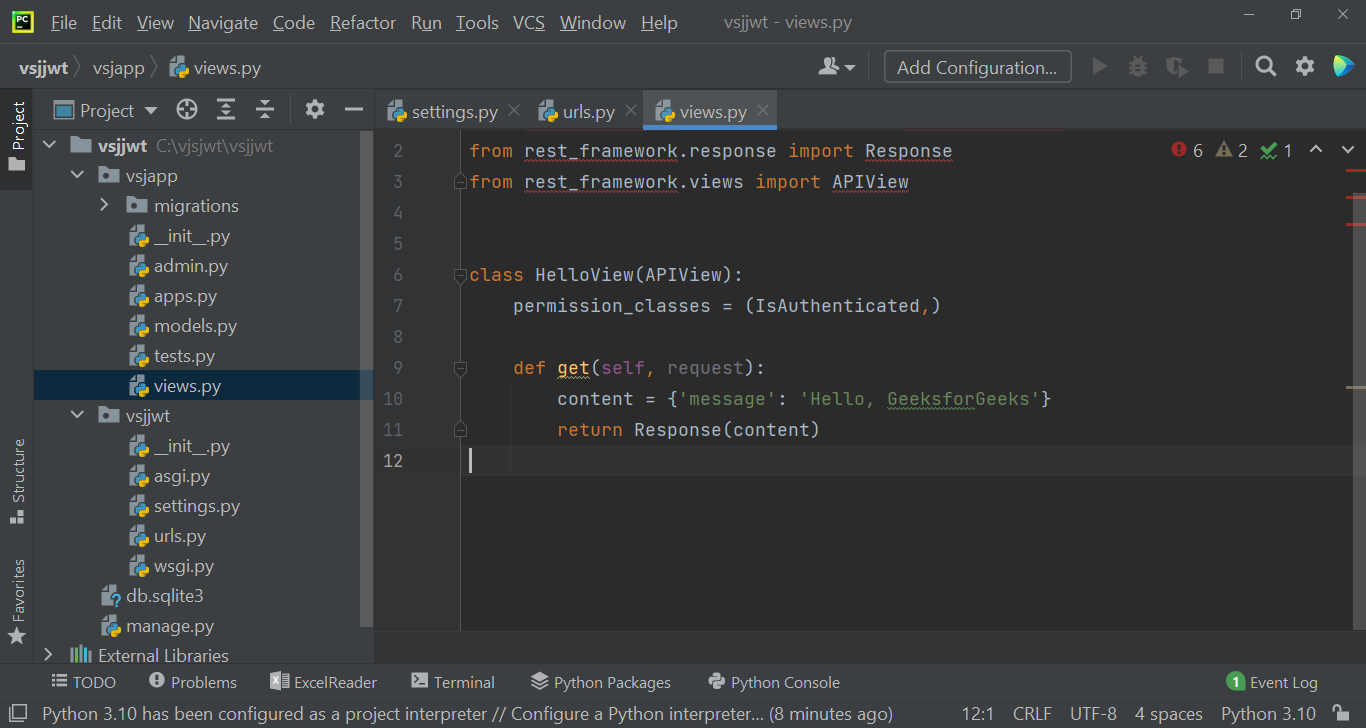 PC File Edit View Navigate Code Refactor Run Tools VCS Window Help vsjjwt - views.py
vsjjwt vsjapp views.py Add Configuration...
Project
Project
settings.py urls.py views.py
vsjjwt C:\vjsjwt\vsjjwt
vsjapp
migrations
__init__.py
admin.py
apps.py
models.py
tests.py
views.py
vsjjwt
__init__.py
asgi.py
settings.py
urls.py
wsgi.py
db.sqlite3
manage.py
External Libraries
2 from rest_framework.response import Response 6 2 1
3 from rest_framework.views import APIView
4
5
6 class HelloView(APIView):
7 permission_classes = (IsAuthenticated,)
8
9 def get(self, request):
10 content = {'message': 'Hello, GeeksforGeeks'}
11 return Response(content)
12
Structure
Favorites
TODO Problems ExcelReader Terminal Python Packages Python Console 1 Event Log
Python 3.10 has been configured as a project interpreter // Configure a Python interpreter... (8 minutes ago) 12:1 CRLF UTF-8 4 spaces Python 3.10